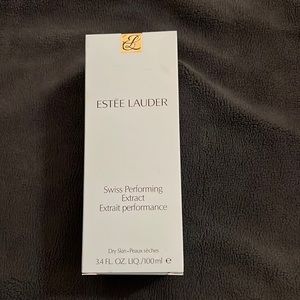 ESTĒE LAUDER
Swiss Performing
Extract
Extrait performance
Dry Skin-Peaux sèches
3.4 FL. OZ. LIQ./100 ml ℮